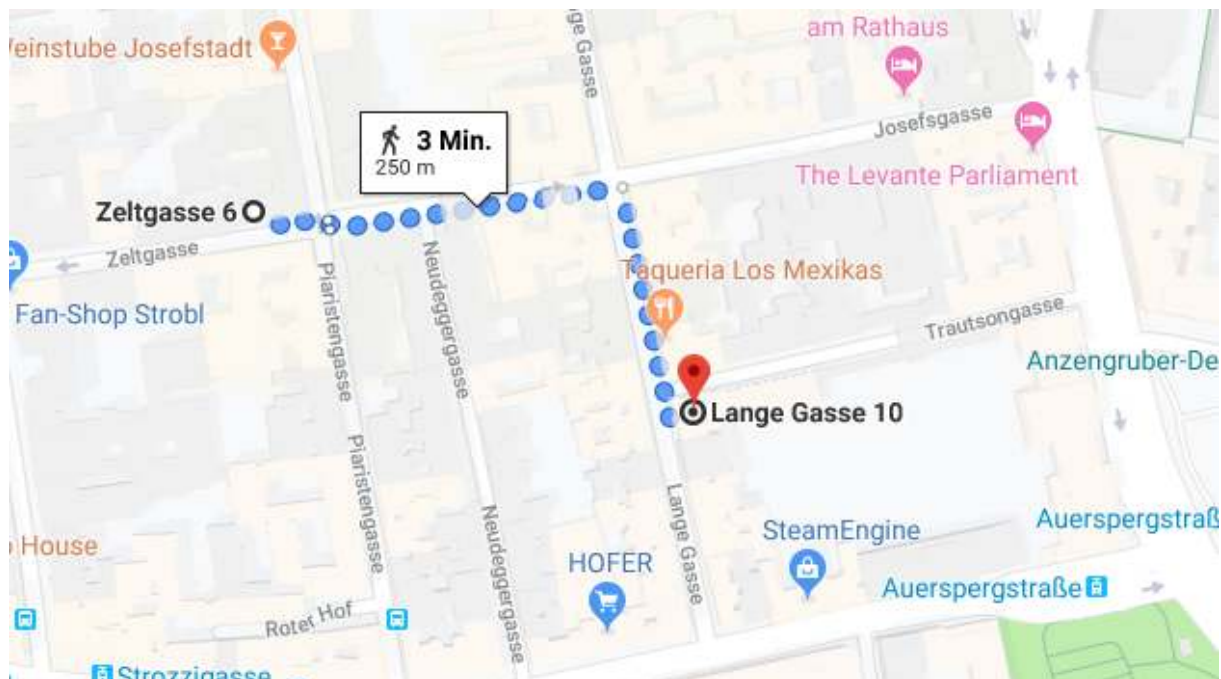 am Rathaus
Weinstube Josefstadt
ge Gasse
Josefsgasse
3 Min.
250 m
The Levante Parliament
Zeltgasse 6
Zeltgasse
Taqueria Los Mexikas
Fan-Shop Strobl
Piaristengasse
Neudeggergasse
Trautsongasse
Anzengruber-De
Lange Gasse 10
Piaristengasse
Lange Gasse
Neudeggergasse
SteamEngine
Auerspergstraß
House
HOFER
Auerspergstraße
Roter Hof
Strozzigasse